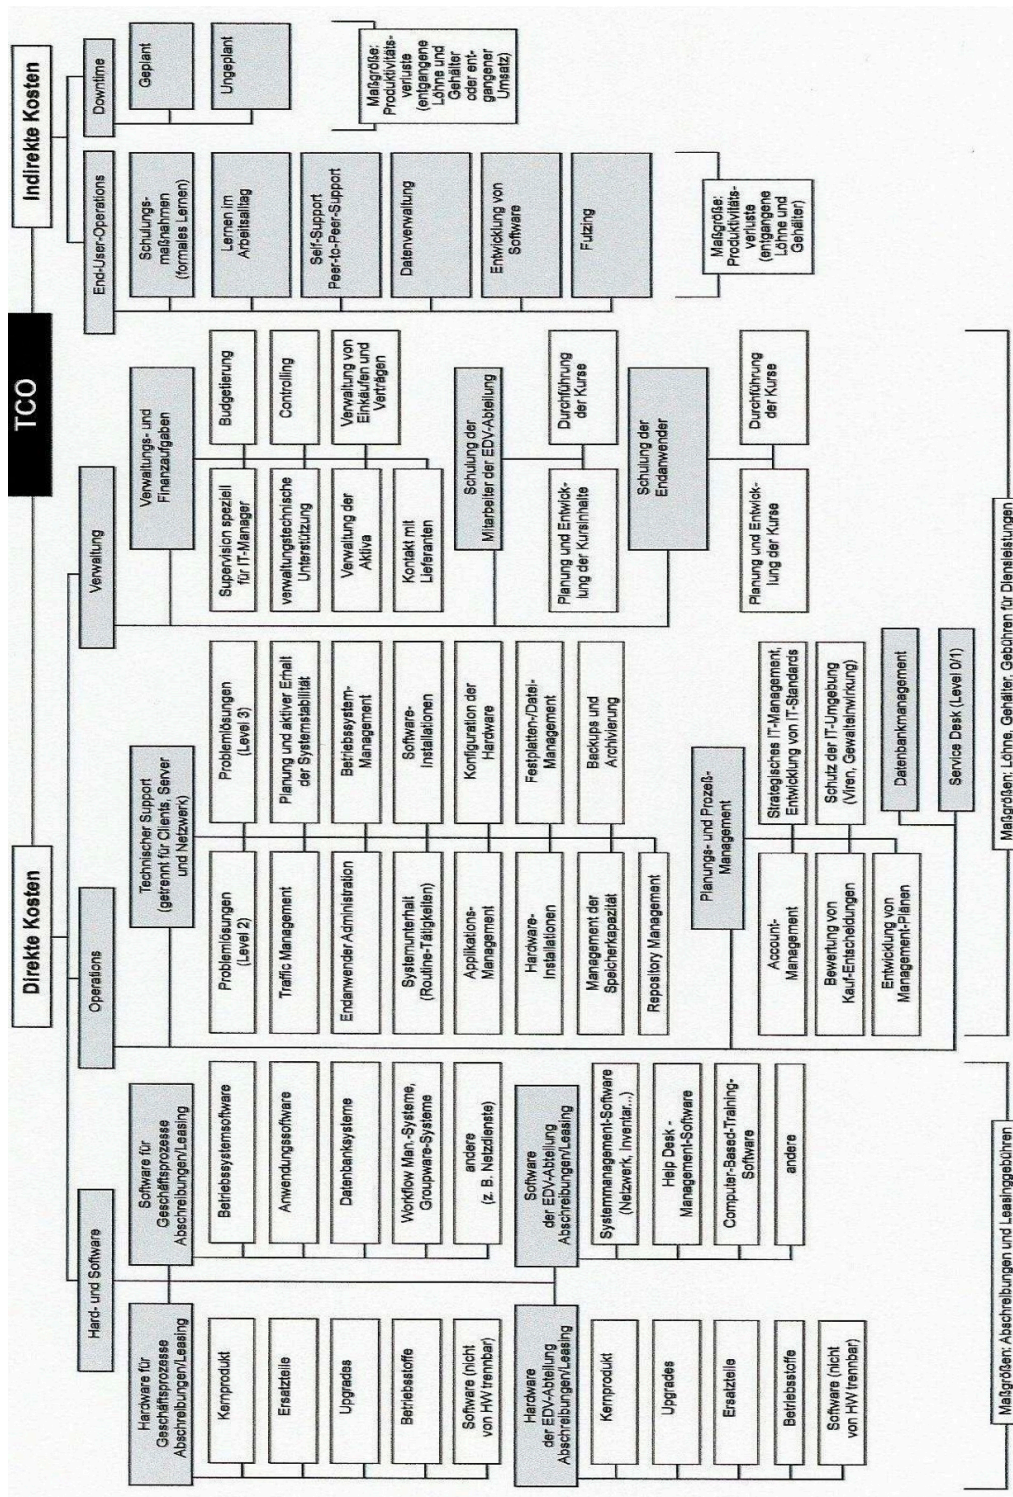 TCO
Direkte Kosten
Indirekte Kosten
Hard- und Software
Operations
Verwaltung
End-User-Operations
Downtime
Hardware für
Geschäftsprozesse
Abschreibungen/Leasing
Kernprodukt
Ersatzteile
Upgrades
Betriebsstoffe
Software (nicht
von HW trennbar)
Hardware
der EDV-Abteilung
Abschreibungen/Leasing
Kernprodukt
Upgrades
Ersatzteile
Betriebsstoffe
Software (nicht
von HW trennbar)
Software für
Geschäftsprozesse
Abschreibungen/Leasing
Betriebssystemsoftware
Anwendungssoftware
Datenbanksysteme
Workflow Man.-Systeme,
Groupware-Systeme
andere
(z. B. Netzdienste)
Software
der EDV-Abteilung
Abschreibungen/Leasing
Systemmanagement-Software
(Netzwerk, Inventar...)
Help Desk -
Management-Software
Computer-Based-Training-
Software
andere
Maßgrößen: Abschreibungen und Leasinggebühren
Technischer Support
(getrennt für Clients, Server
und Netzwerk)
Problemlösungen
(Level 2)
Problemlösungen
(Level 3)
Traffic Management
Planung und aktiver Erhalt
der Systemstabilität
Endanwender Administration
Betriebssystem-
Management
Systemunterhalt
(Routine-Tätigkeiten)
Software-
Installationen
Applikations-
Management
Konfiguration der
Hardware
Hardware-
Installationen
Festplatten-/Datei-
Management
Management der
Speicherkapazität
Backups und
Archivierung
Repository Management
Planungs- und Prozeß-
Management
Account-
Management
Strategisches IT-Management,
Entwicklung von IT-Standards
Bewertung von
Kauf-Entscheidungen
Schutz der IT-Umgebung
(Viren, Gewalteinwirkung)
Entwicklung von
Management-Plänen
Datenbankmanagement
Service Desk (Level 0/1)
Verwaltungs- und
Finanzaufgaben
Supervision speziell
für IT-Manager
Budgetierung
verwaltungstechnische
Unterstützung
Controlling
Verwaltung der
Aktiva
Verwaltung von
Einkäufen und
Verträgen
Kontakt mit
Lieferanten
Schulung der
Mitarbeiter der EDV-Abteilung
Planung und Entwick-
lung der Kursinhalte
Durchführung
der Kurse
Schulung der
Endanwender
Planung und Entwick-
lung der Kurse
Durchführung
der Kurse
Maßgrößen: Löhne, Gehälter, Gebühren für Dienstleistungen
Schulungs-
maßnahmen
(formales Lernen)
Lernen im
Arbeitsalltag
Self-Support
Peer-to-Peer-Support
Datenverwaltung
Entwicklung von
Software
Futzing
Maßgröße:
Produktivitäts-
verluste
(entgangene
Löhne und
Gehälter)
Geplant
Ungeplant
Maßgröße:
Produktivitäts-
verluste
(entgangene
Löhne und
Gehälter
oder ent-
gangener
Umsatz)